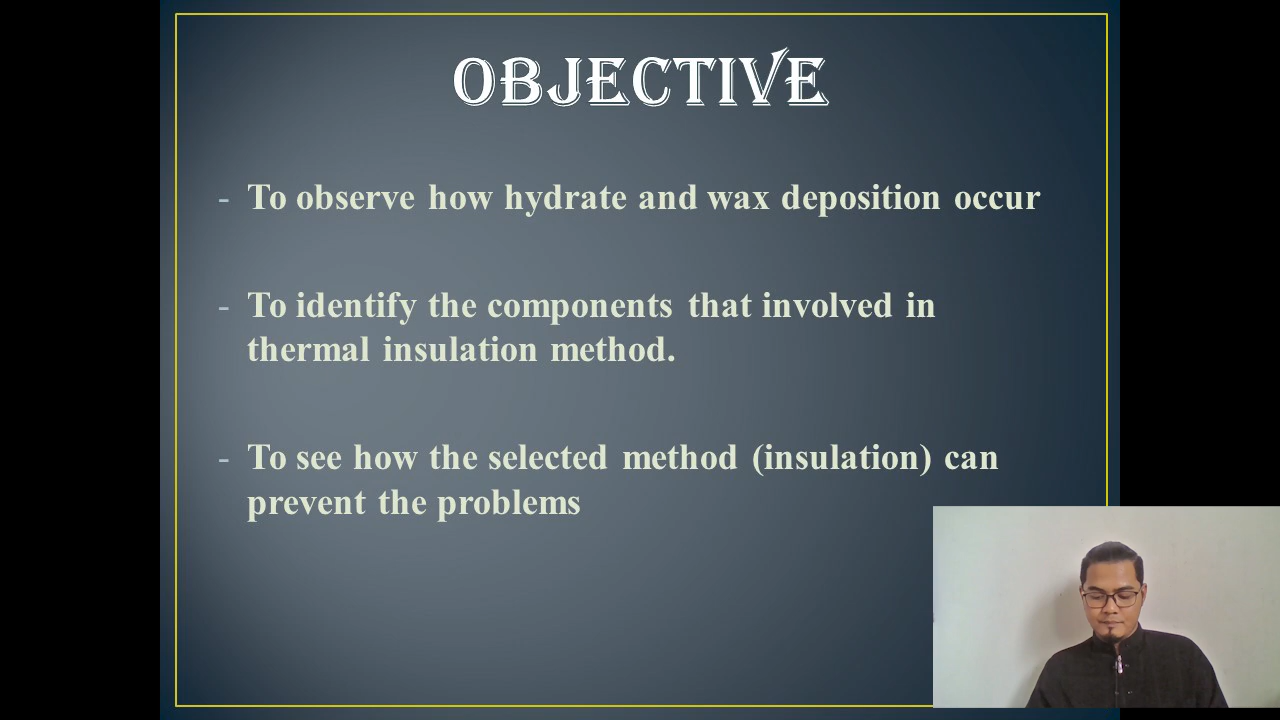 OBJECTIVE
- To observe how hydrate and wax deposition occur
- To identify the components that involved in
thermal insulation method.
- To see how the selected method (insulation) can
prevent the problems